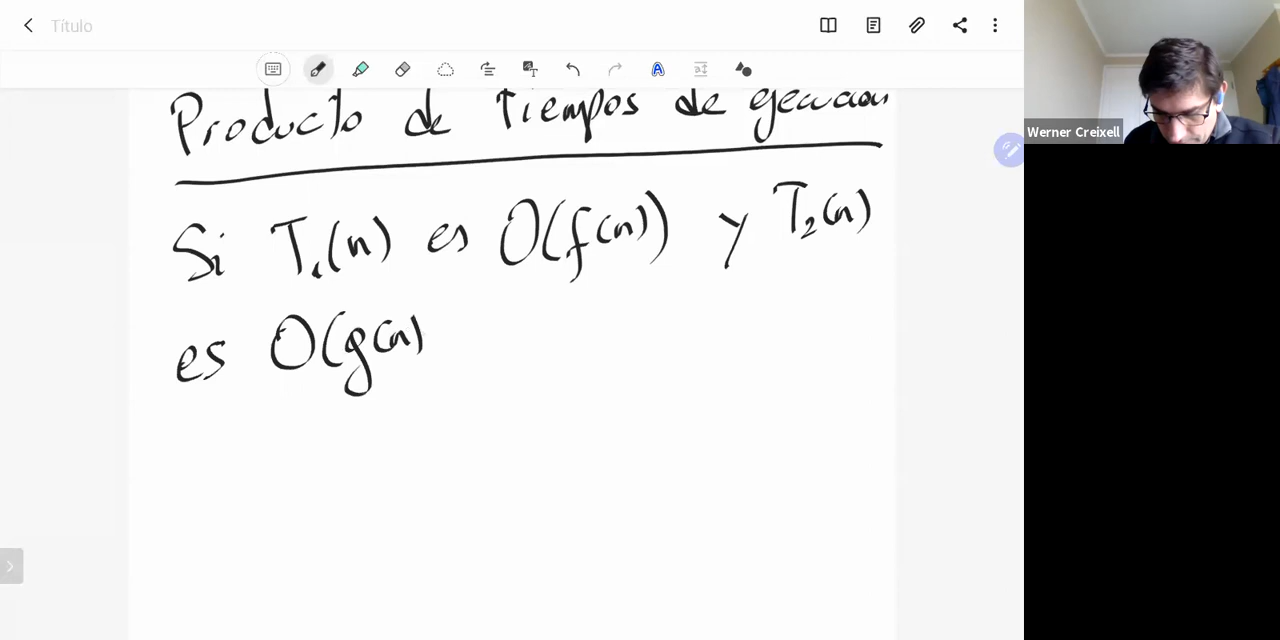 Título
Werner Creixell
Producto de tiempos de ejecución
Si T₁(n) es O(f(n)) y T₂(n)
es O(g(n)